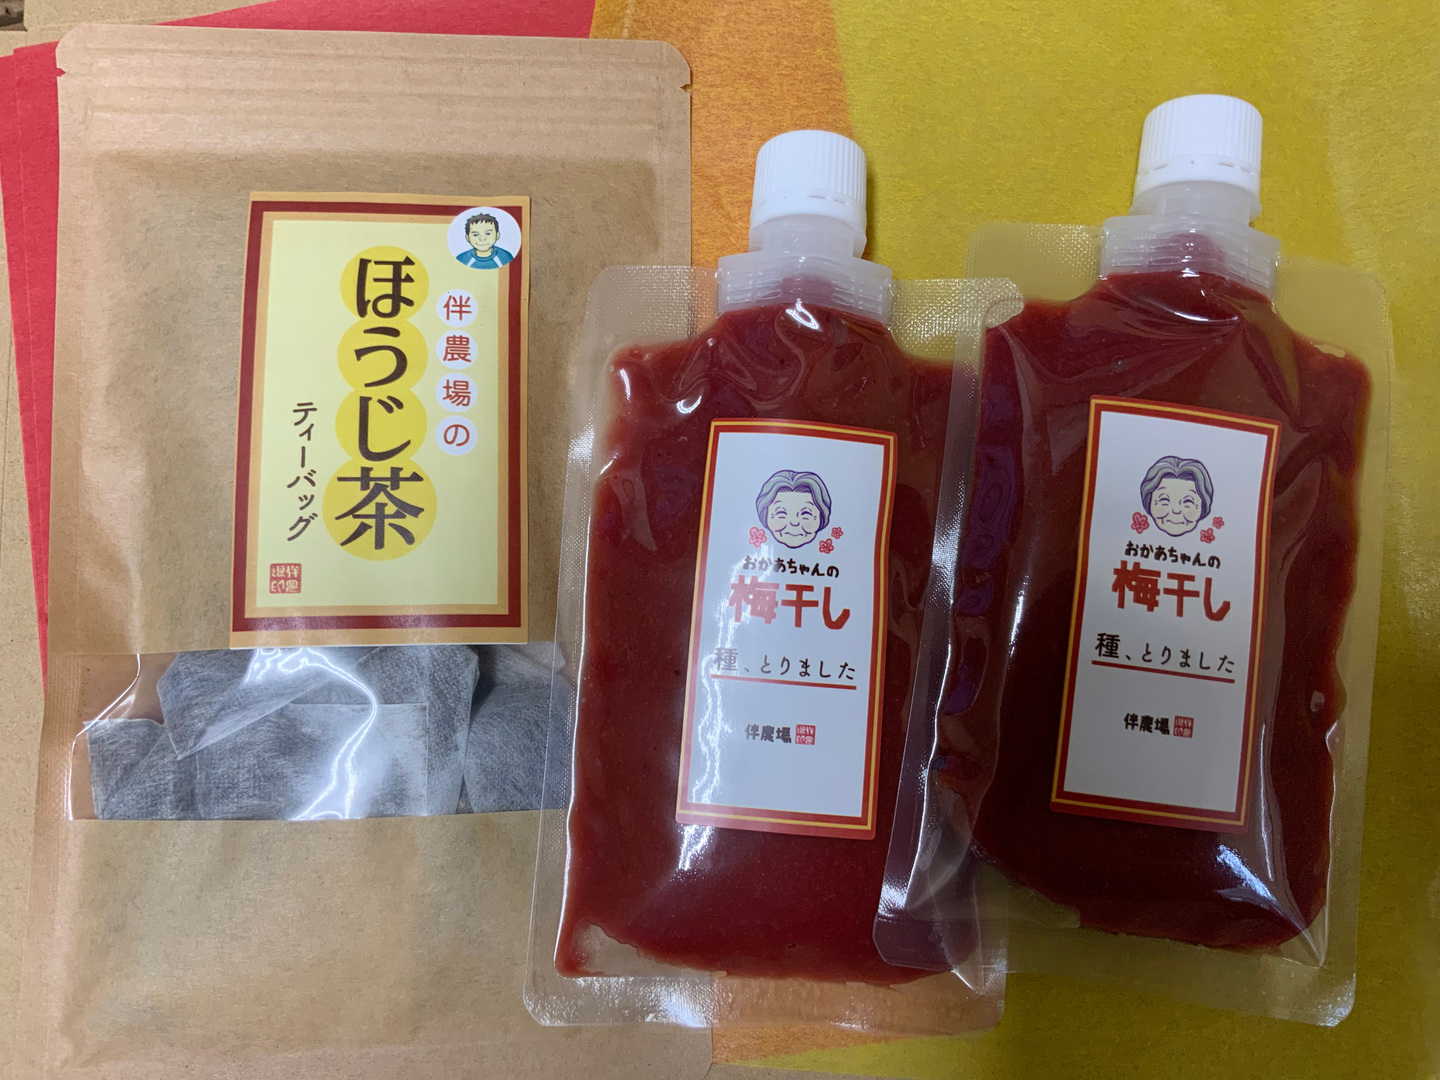 伴農場の
ほうじ茶
ティーバッグ
おかあちゃんの
梅干し
種、とりました
伴農場
おかあちゃんの
梅干し
種、とりました
伴農場